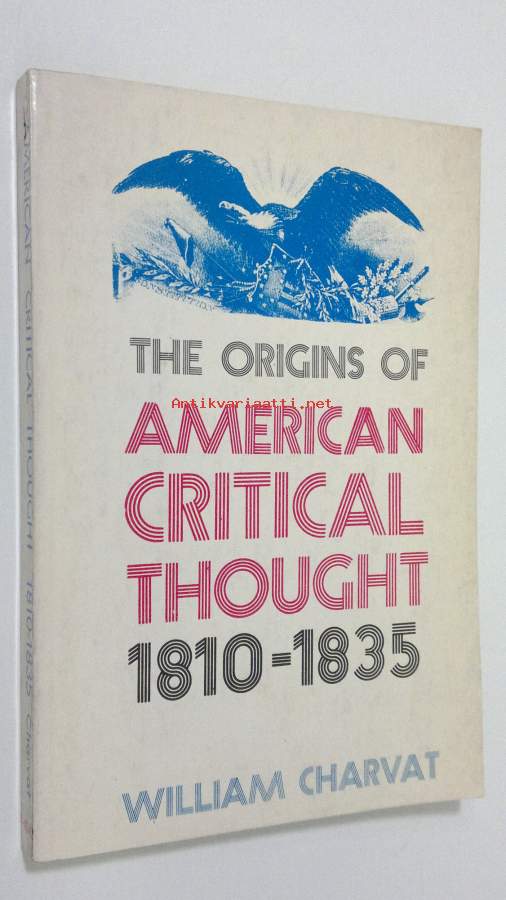 THE ORIGINS OF
Antikvariaatti.net
AMERICAN
CRITICAL
THOUGHT
1810-1835
WILLIAM CHARVAT
AMERICAN CRITICAL THOUGHT 1810-1835 Charvat